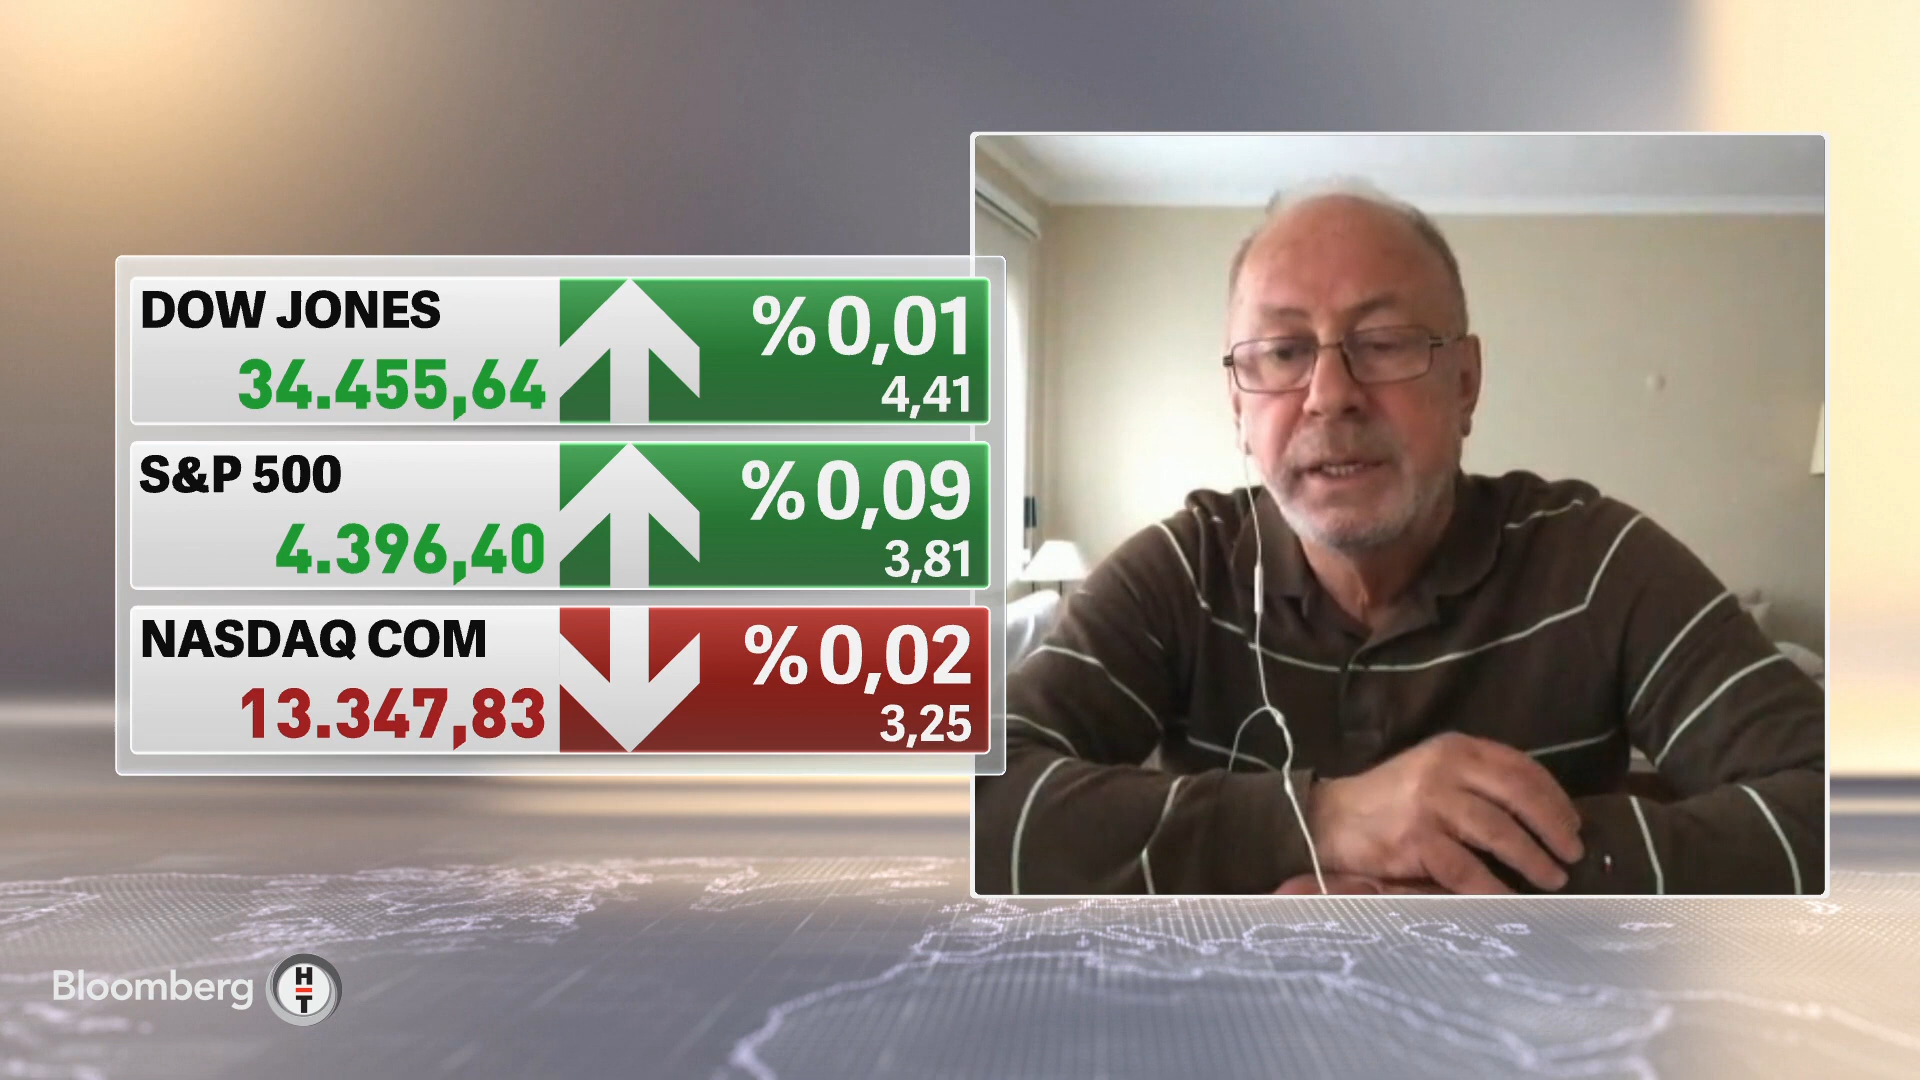 DOW JONES
34.455,64
%0,01
4,41
S&P 500
4.396,40
%0,09
3,81
NASDAQ COM
13.347,83
%0,02
3,25
Bloomberg HT